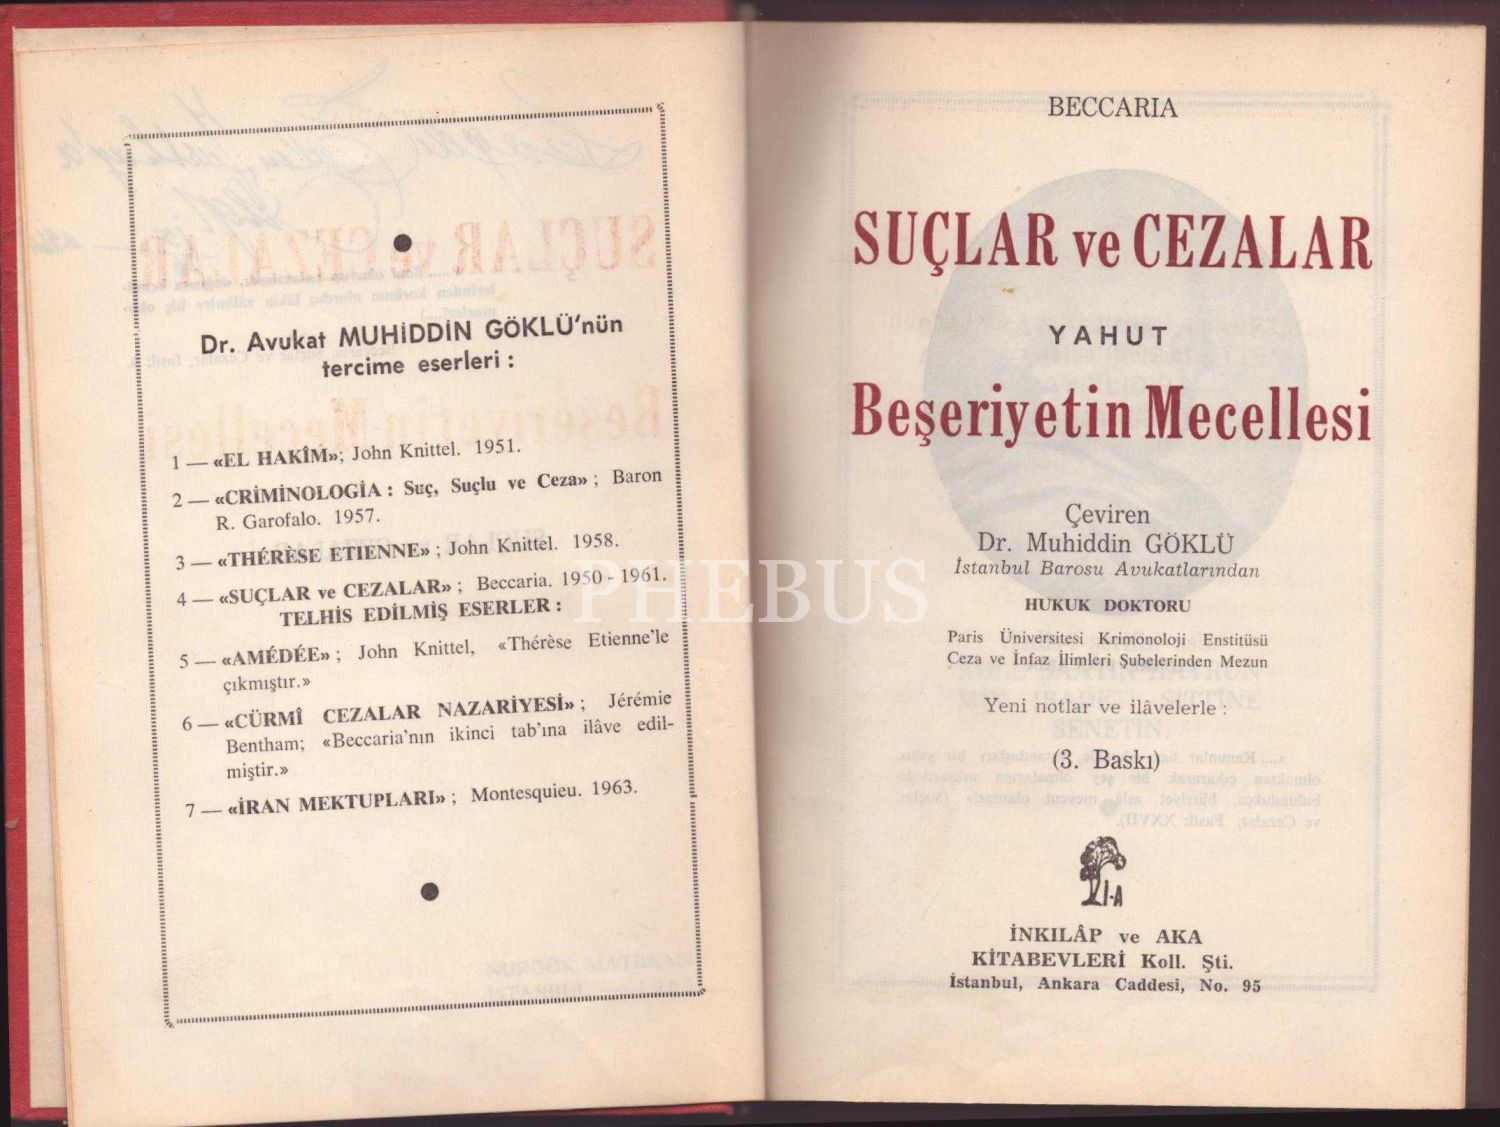 Dr. Avukat MUHİDDİN GÖKLÜ'nün
tercime eserleri :
1 — «EL HAKÎM»; John Knittel. 1951.
2 — «CRİMİNOLOGİA : Suç, Suçlu ve Ceza» ; Baron
R. Garofalo. 1957.
3 — «THÉRÈSE ETIENNE» ; John Knittel. 1958.
4 — «SUÇLAR ve CEZALAR» ; Beccaria. 1950 - 1961.
TELHİS EDİLMİŞ ESERLER :
5 — «AMÉDÉE» ; John Knittel, «Thérèse Etienne'le
çıkmıştır.»
6 — «CÜRMÎ CEZALAR NAZARİYESİ» ; Jérémie
Bentham; «Beccaria'nın ikinci tab'ına ilâve edil-
miştir.»
7 — «İRAN MEKTUPLARI» ; Montesquieu. 1963.
BECCARIA
SUÇLAR ve CEZALAR
YAHUT
Beşeriyetin Mecellesi
Çeviren
Dr. Muhiddin GÖKLÜ
İstanbul Barosu Avukatlarından
HUKUK DOKTORU
Paris Üniversitesi Krimonoloji Enstitüsü
Ceza ve İnfaz İlimleri Şubelerinden Mezun
Yeni notlar ve ilâvelerle :
(3. Baskı)
I-A
İNKILÂP ve AKA
KİTABEVLERİ Koll. Şti.
İstanbul, Ankara Caddesi, No. 95
PHEBUS